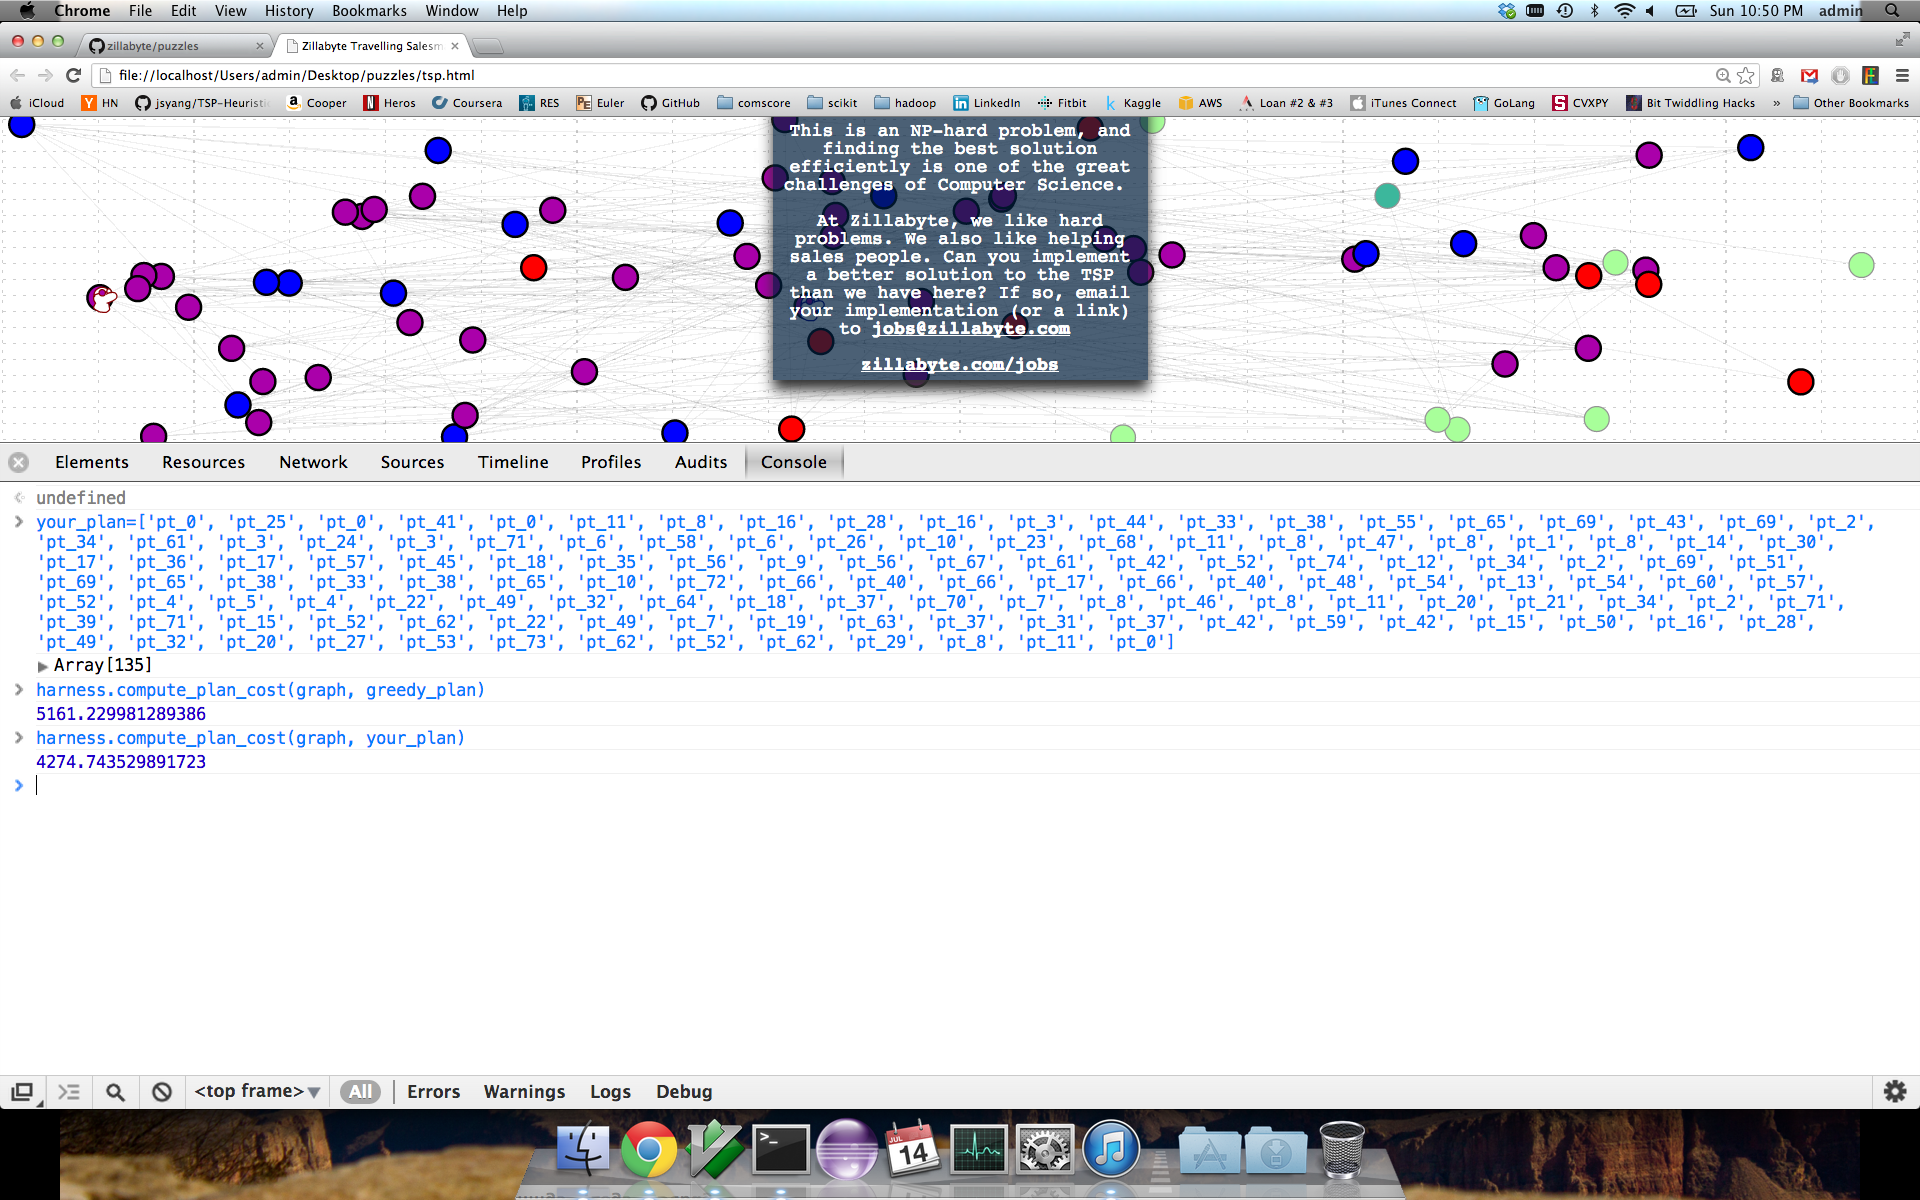 Chrome File Edit View History Bookmarks Window Help Sun 10:50 PM admin
zillabyte/puzzles Zillabyte Travelling Salesm
file://localhost/Users/admin/Desktop/puzzles/tsp.html
iCloud HN jsyang/TSP-Heuristi Cooper Heros Coursera RES Euler GitHub comscore scikit hadoop LinkedIn Fitbit Kaggle AWS Loan #2 & #3 iTunes Connect GoLang CVXPY Bit Twiddling Hacks » Other Bookmarks
This is an NP-hard problem, and
finding the best solution
efficiently is one of the great
challenges of Computer Science.
At Zillabyte, we like hard
problems. We also like helping
sales people. Can you implement
a better solution to the TSP
than we have here? If so, email
your implementation (or a link)
to jobs@zillabyte.com
zillabyte.com/jobs
Elements Resources Network Sources Timeline Profiles Audits Console
undefined
your_plan=['pt_0', 'pt_25', 'pt_0', 'pt_41', 'pt_0', 'pt_11', 'pt_8', 'pt_16', 'pt_28', 'pt_16', 'pt_3', 'pt_44', 'pt_33', 'pt_38', 'pt_55', 'pt_65', 'pt_69', 'pt_43', 'pt_69', 'pt_2',
'pt_34', 'pt_61', 'pt_3', 'pt_24', 'pt_3', 'pt_71', 'pt_6', 'pt_58', 'pt_6', 'pt_26', 'pt_10', 'pt_23', 'pt_68', 'pt_11', 'pt_8', 'pt_47', 'pt_8', 'pt_1', 'pt_8', 'pt_14', 'pt_30',
'pt_17', 'pt_36', 'pt_17', 'pt_57', 'pt_45', 'pt_18', 'pt_35', 'pt_56', 'pt_9', 'pt_56', 'pt_67', 'pt_61', 'pt_42', 'pt_52', 'pt_74', 'pt_12', 'pt_34', 'pt_2', 'pt_69', 'pt_51',
'pt_69', 'pt_65', 'pt_38', 'pt_33', 'pt_38', 'pt_65', 'pt_10', 'pt_72', 'pt_66', 'pt_40', 'pt_66', 'pt_17', 'pt_66', 'pt_40', 'pt_48', 'pt_54', 'pt_13', 'pt_54', 'pt_60', 'pt_57',
'pt_52', 'pt_4', 'pt_5', 'pt_4', 'pt_22', 'pt_49', 'pt_32', 'pt_64', 'pt_18', 'pt_37', 'pt_70', 'pt_7', 'pt_8', 'pt_46', 'pt_8', 'pt_11', 'pt_20', 'pt_21', 'pt_34', 'pt_2', 'pt_71',
'pt_39', 'pt_71', 'pt_15', 'pt_52', 'pt_62', 'pt_22', 'pt_49', 'pt_7', 'pt_19', 'pt_63', 'pt_37', 'pt_31', 'pt_37', 'pt_42', 'pt_59', 'pt_42', 'pt_15', 'pt_50', 'pt_16', 'pt_28',
'pt_49', 'pt_32', 'pt_20', 'pt_27', 'pt_53', 'pt_73', 'pt_62', 'pt_52', 'pt_62', 'pt_29', 'pt_8', 'pt_11', 'pt_0']
Array[135]
harness.compute_plan_cost(graph, greedy_plan)
5161.229981289386
harness.compute_plan_cost(graph, your_plan)
4274.743529891723
<top frame> All Errors Warnings Logs Debug
JUL
14